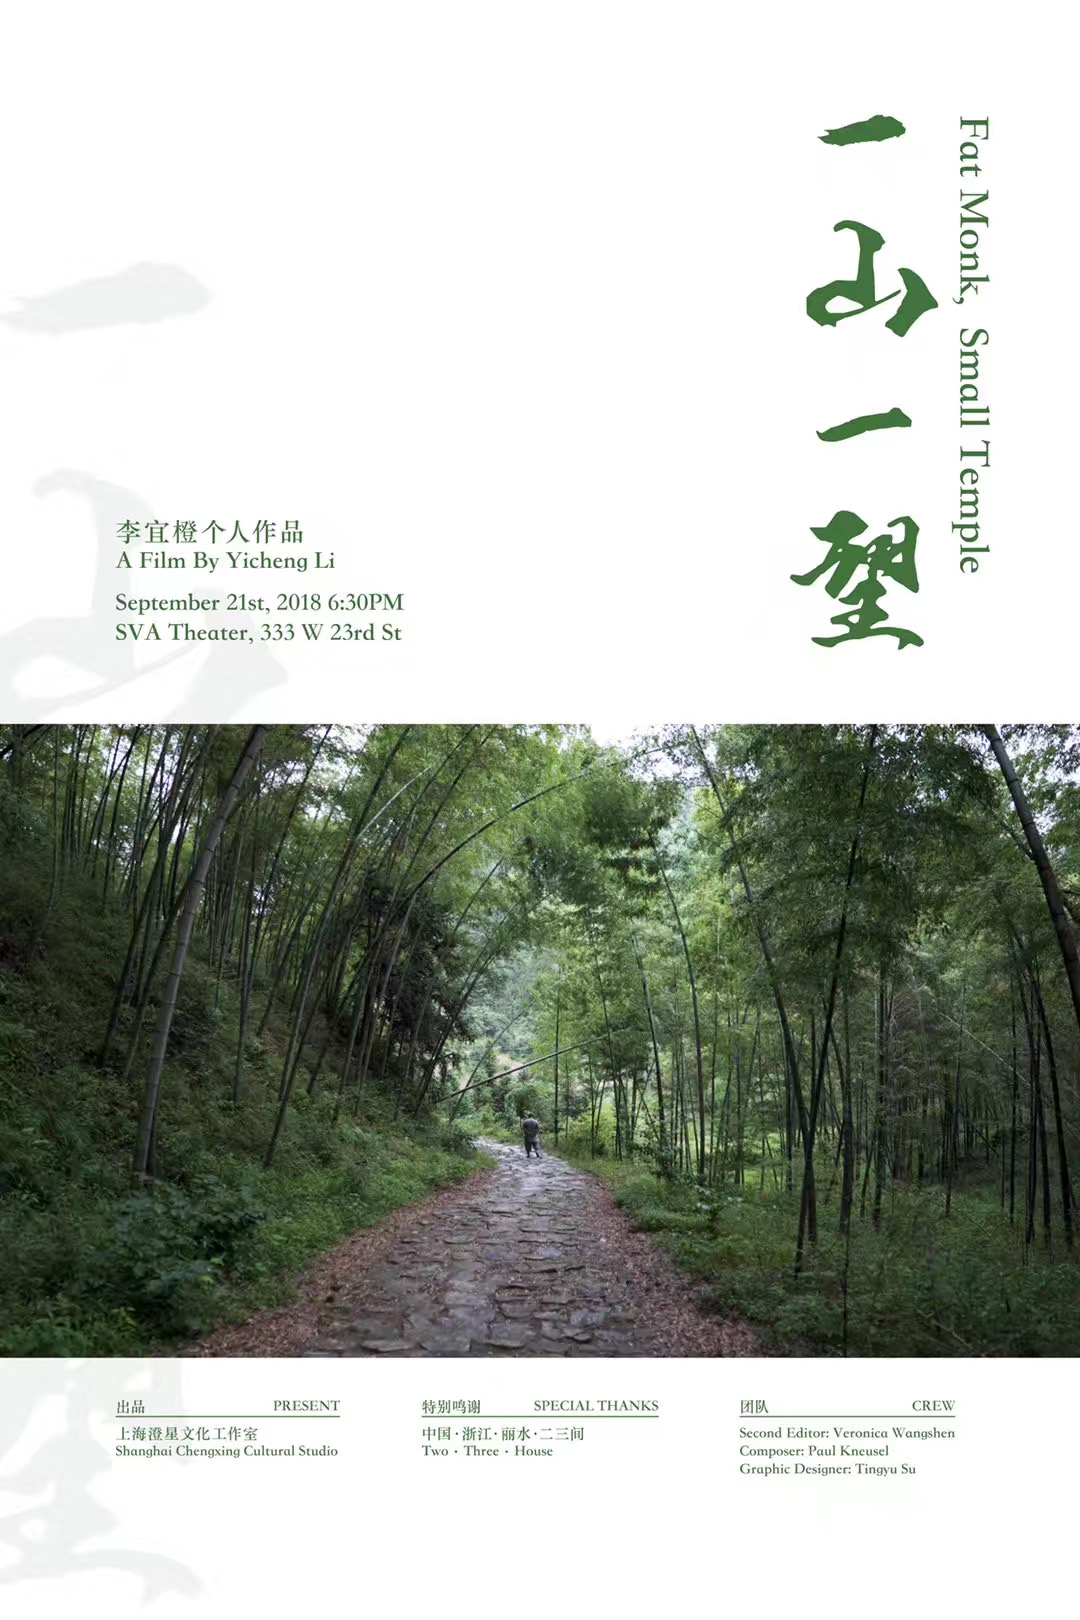 一山一望
Fat Monk, Small Temple
李宜橙个人作品
A Film By Yicheng Li
September 21st, 2018 6:30PM
SVA Theater, 333 W 23rd St
出品 PRESENT
上海澄星文化工作室
Shanghai Chengxing Cultural Studio
特别鸣谢 SPECIAL THANKS
中国·浙江·丽水·二三间
Two · Three · House
团队 CREW
Second Editor: Veronica Wangshen
Composer: Paul Kneusel
Graphic Designer: Tingyu Su